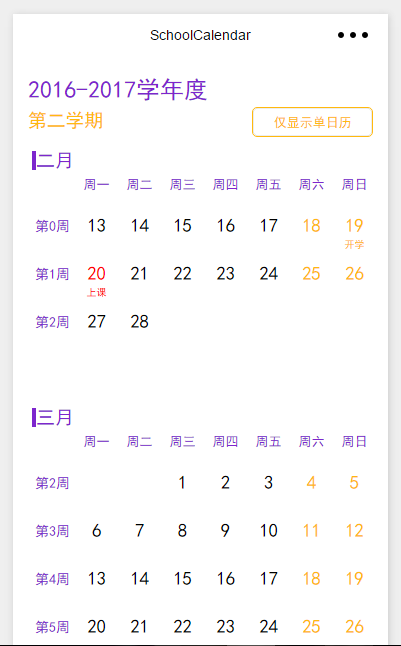 SchoolCalendar
2016-2017学年度
第二学期
仅显示单日历
二月
周一 周二 周三 周四 周五 周六 周日
第0周 13 14 15 16 17 18 19
开学
第1周 20 21 22 23 24 25 26
上课
第2周 27 28
三月
周一 周二 周三 周四 周五 周六 周日
第2周 1 2 3 4 5
第3周 6 7 8 9 10 11 12
第4周 13 14 15 16 17 18 19
第5周 20 21 22 23 24 25 26